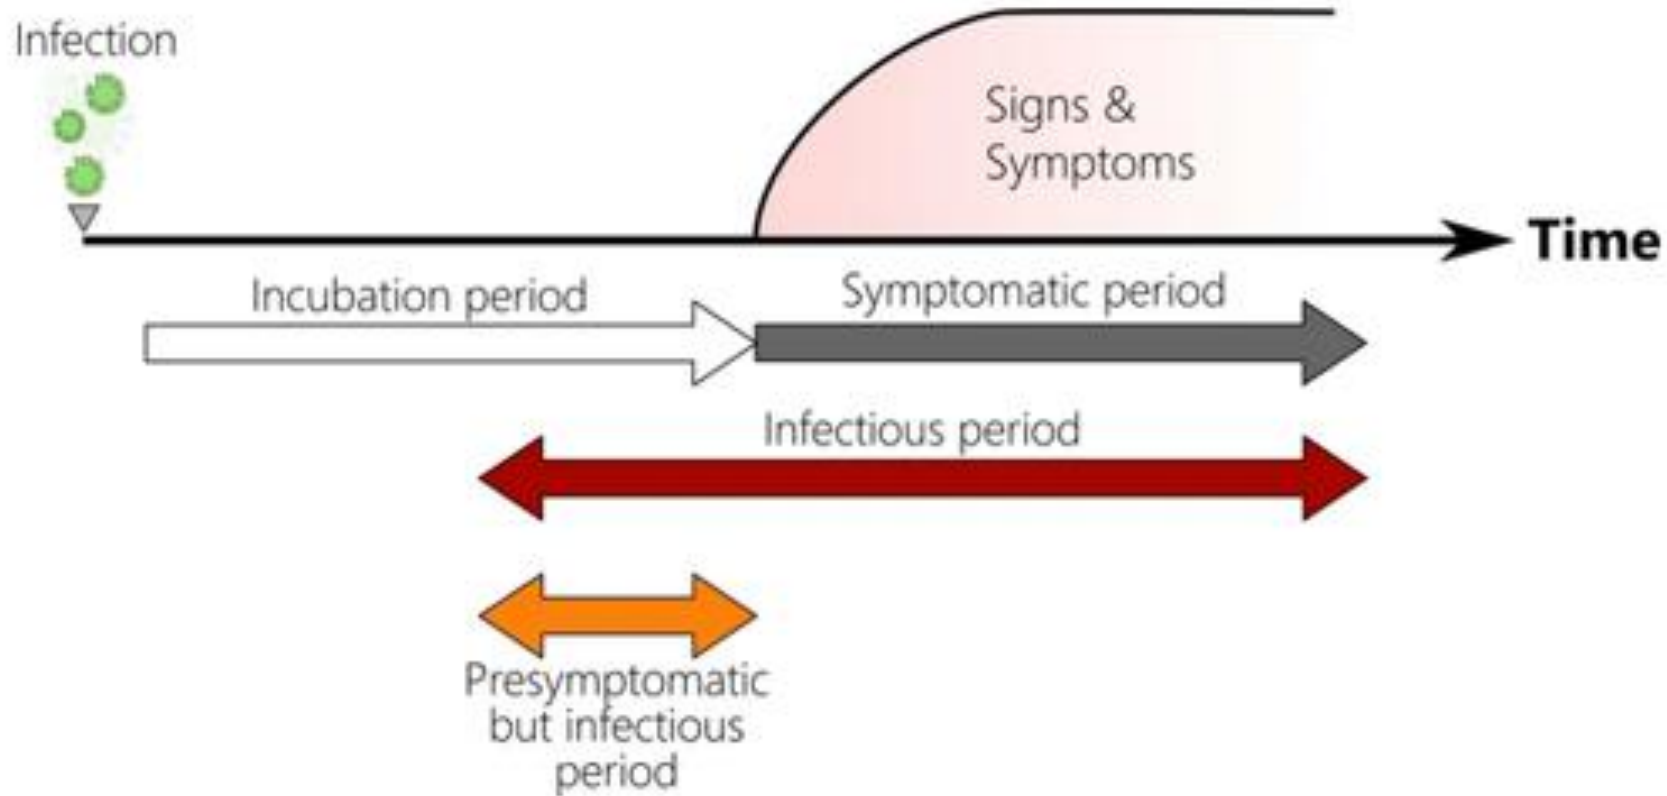 Infection
Signs &
Symptoms
Time
Incubation period
Symptomatic period
Infectious period
Presymptomatic
but infectious
period